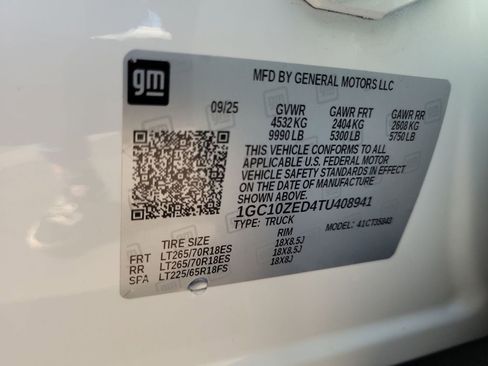 gm
MFD BY GENERAL MOTORS LLC
09/25 GVWR GAWR FRT GAWR RR
4532 KG 2404 KG 2608 KG
9990 LB 5300 LB 5750 LB
THIS VEHICLE CONFORMS TO ALL
APPLICABLE U.S. FEDERAL MOTOR
VEHICLE SAFETY STANDARDS IN EFFECT
ON THE DATE OF MANUFACTURE
SHOWN ABOVE.
1GC10ZED4TU408941
TYPE: TRUCK
TIRE SIZE RIM
FRT LT265/70R18ES 18X8.5J
RR LT265/70R18ES 18X8.5J
SPA LT225/65R18FS 18X8J